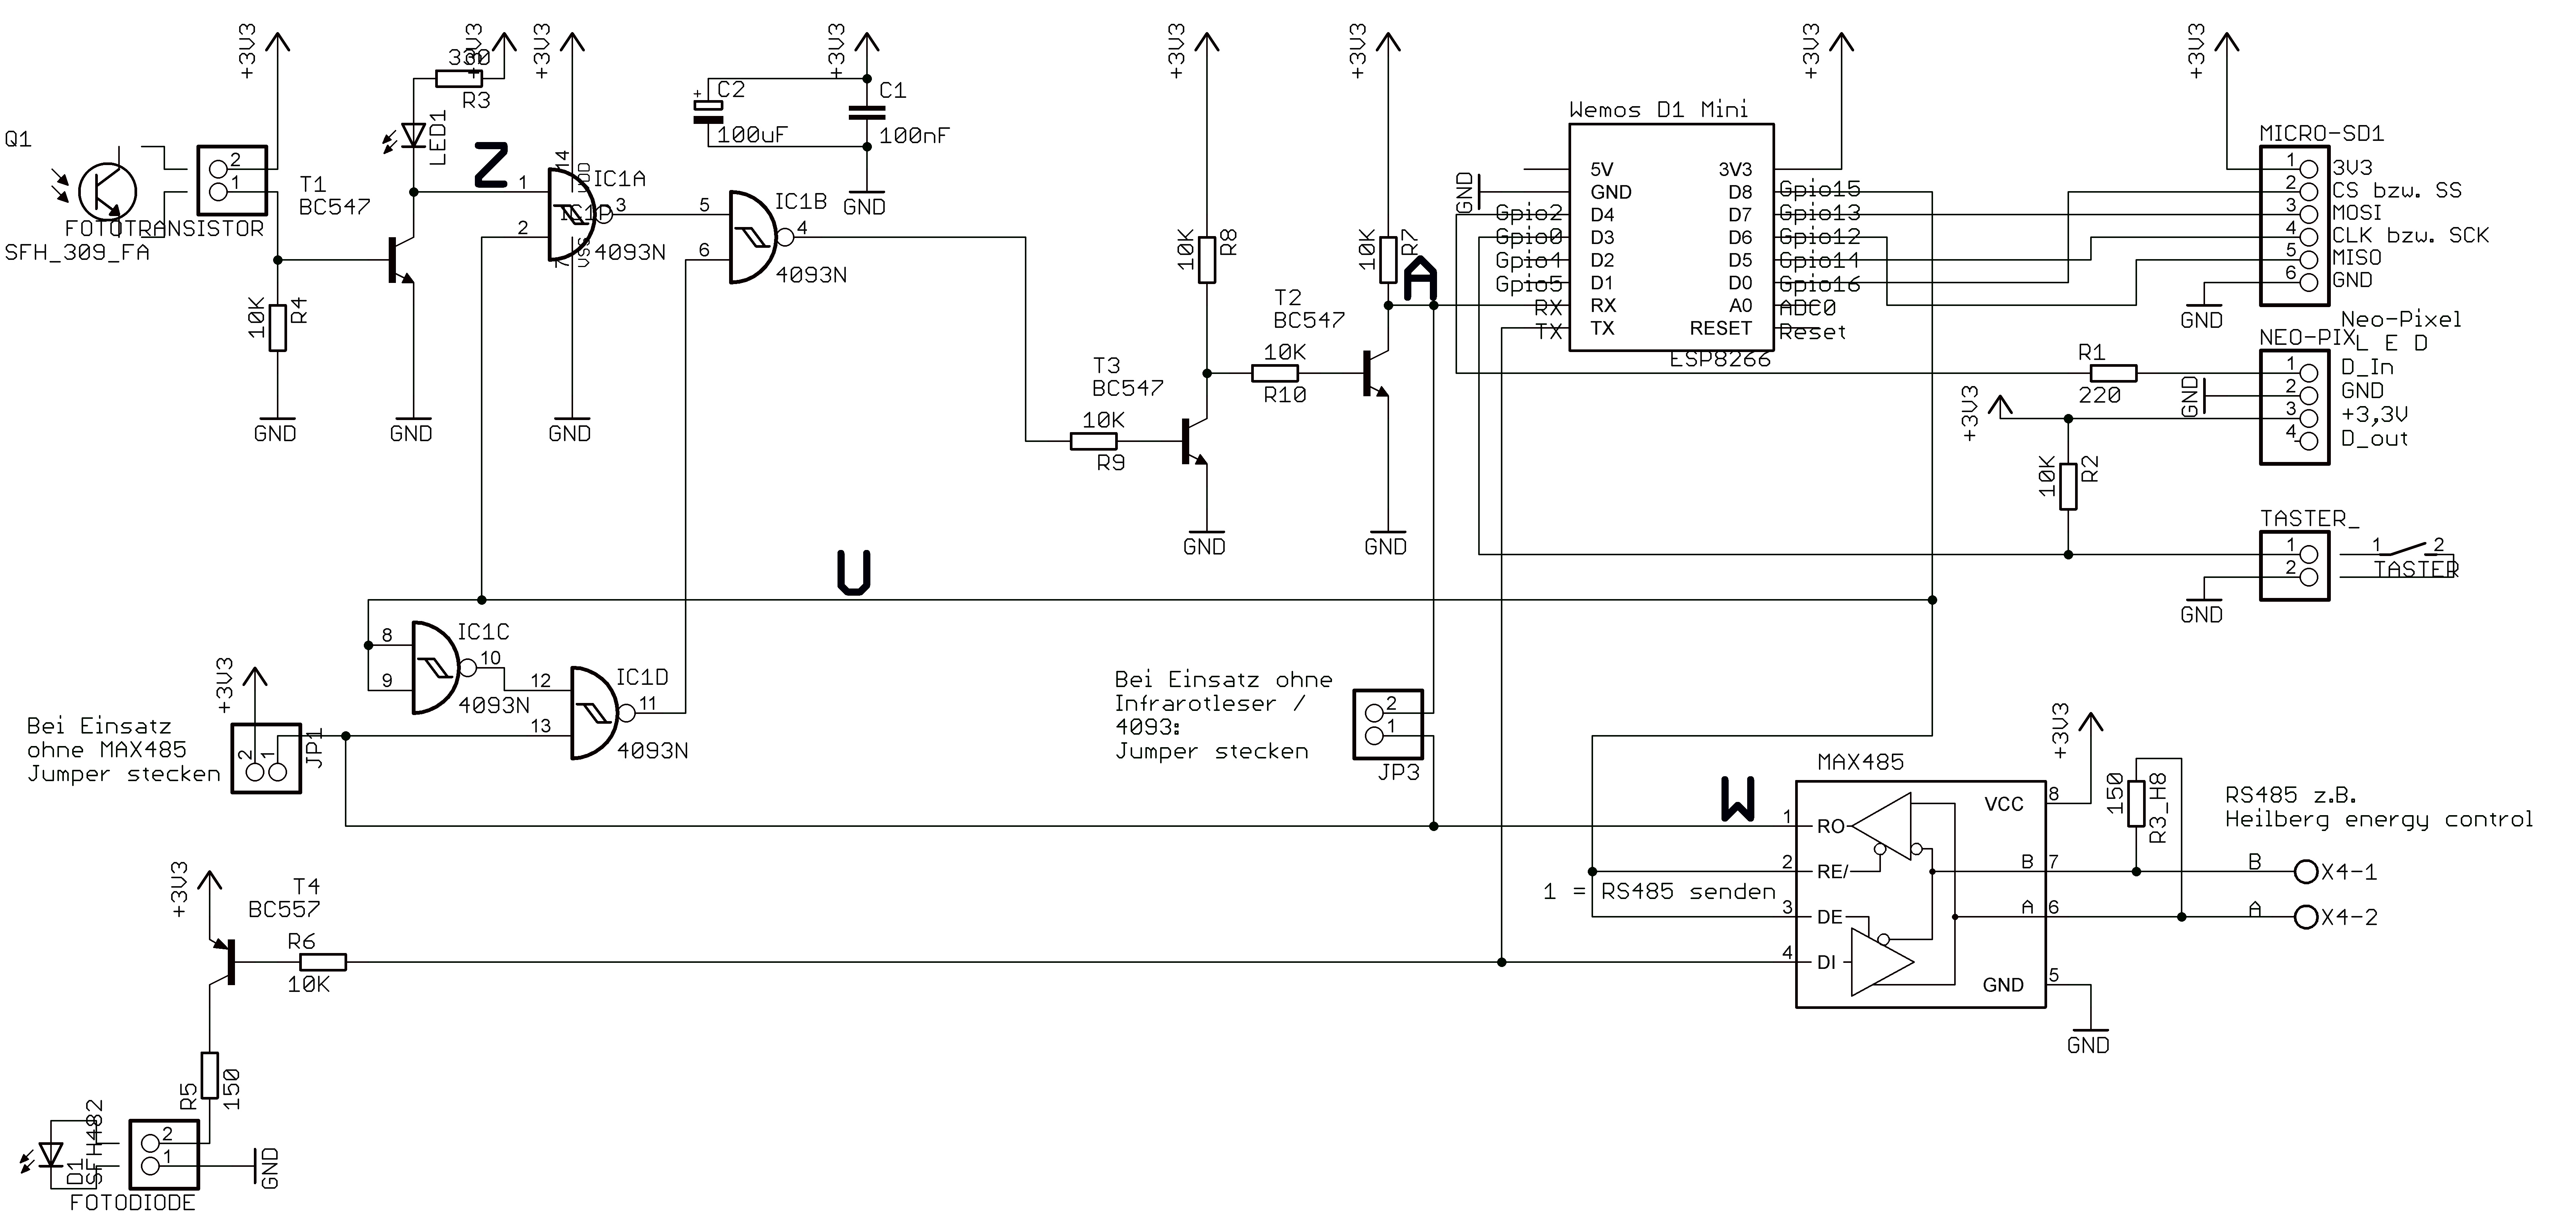 +3V3
+3V3
+3V3
+3V3
+3V3
+3V3
+3V3
+3V3
330
R3
Q1
2
1
T1
BC547
FOTOTRANSISTOR
SFH_309_FA
10K
R4
GND
LED1
GND
Z
1
2
14
VDD
IC1A
IC1P
3
4093N
VSS
7
GND
+
C2
100uF
C1
100nF
GND
5
6
IC1B
4
4093N
10K
R8
10K
R7
A
T2
BC547
T3
BC547
10K
R10
10K
R9
GND
GND
Wemos D1 Mini
5V
GND
D4
D3
D2
D1
RX
TX
3V3
D8
D7
D6
D5
D0
A0
RESET
GND
Gpio2
Gpio0
Gpio4
Gpio5
RX
TX
Gpio15
Gpio13
Gpio12
Gpio14
Gpio16
ADC0
Reset
ESP8266
MICRO-SD1
1
2
3
4
5
6
3V3
CS bzw. SS
MOSI
CLK bzw. SCK
MISO
GND
GND
Neo-Pixel
NEO-PIX
L E D
1
2
3
4
D_In
GND
+3,3V
D_out
R1
220
GND
+3V3
10K
R2
TASTER_
1
2
1
2
TASTER
GND
U
8
9
IC1C
10
4093N
12
13
IC1D
11
4093N
+3V3
Bei Einsatz
ohne MAX485
Jumper stecken
2
1
JP1
Bei Einsatz ohne
Infrarotleser /
4093:
Jumper stecken
2
1
JP3
W
MAX485
1
2
3
4
RO
RE/
DE
DI
1 = RS485 senden
VCC
B
A
GND
8
7
6
5
+3V3
150
R3_H8
RS485 z.B.
Heilberg energy control
B
X4-1
A
X4-2
GND
+3V3
T4
BC557
R6
10K
R5
150
D1
SFH482
2
1
GND
FOTODIODE